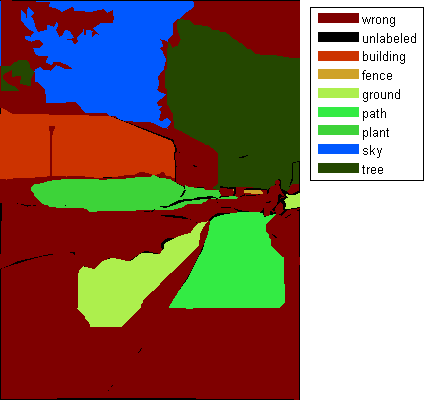 wrong
unlabeled
building
fence
ground
path
plant
sky
tree